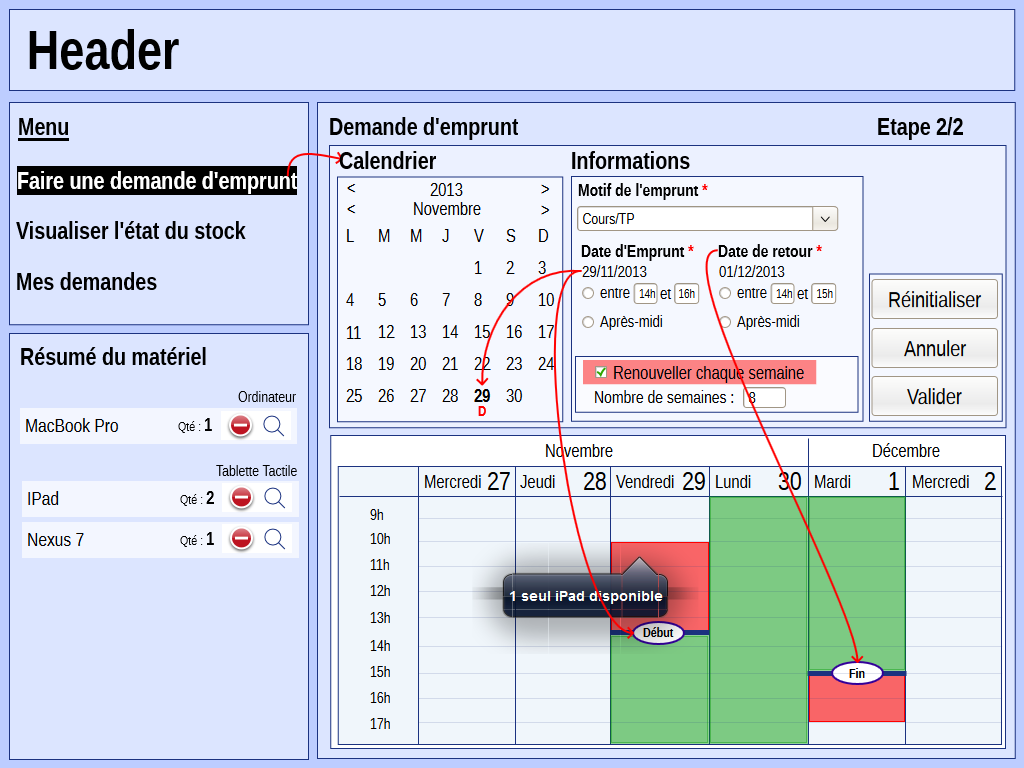 Header
Menu
Faire une demande d'emprunt
Visualiser l'état du stock
Mes demandes
Résumé du matériel
Ordinateur
MacBook Pro Qté : 1
Tablette Tactile
IPad Qté : 2
Nexus 7 Qté : 1
Demande d'emprunt Etape 2/2
Calendrier
< 2013 >
< Novembre >
L M M J V S D
1 2 3
4 5 6 7 8 9 10
11 12 13 14 15 16 17
18 19 20 21 22 23 24
25 26 27 28 29 30
D
Informations
Motif de l'emprunt *
Cours/TP
Date d'Emprunt * Date de retour *
29/11/2013 01/12/2013
entre 14h et 16h entre 14h et 15h
Après-midi Après-midi
Renouveller chaque semaine
Nombre de semaines : 8
Réinitialiser
Annuler
Valider
Novembre Décembre
Mercredi 27 Jeudi 28 Vendredi 29 Lundi 30 Mardi 1 Mercredi 2
9h
10h
11h
12h
13h
14h
15h
16h
17h
1 seul iPad disponible
Début
Fin